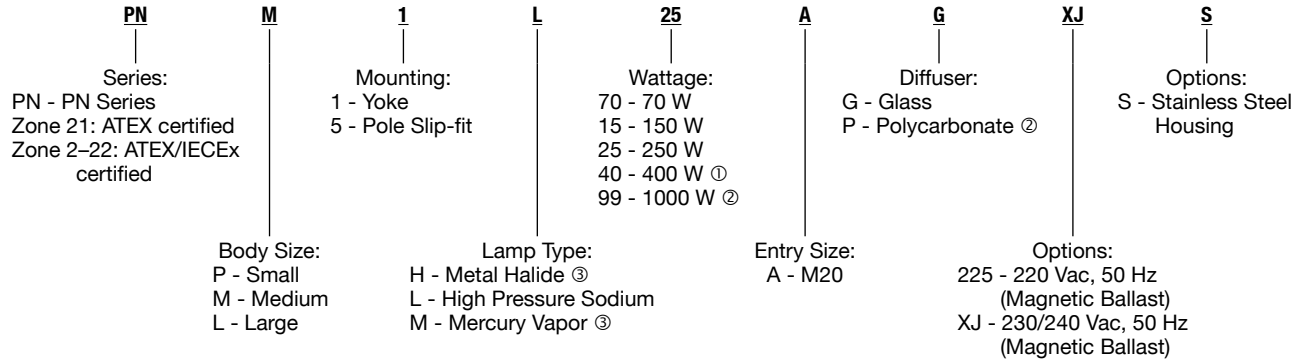 PN M 1 L 25 A G XJ S
Series:
PN - PN Series
Zone 21: ATEX certified
Zone 2–22: ATEX/IECEx
certified
Mounting:
1 - Yoke
5 - Pole Slip-fit
Wattage:
70 - 70 W
15 - 150 W
25 - 250 W
40 - 400 W ①
99 - 1000 W ②
Diffuser:
G - Glass
P - Polycarbonate ②
Options:
S - Stainless Steel
Housing
Body Size:
P - Small
M - Medium
L - Large
Lamp Type:
H - Metal Halide ③
L - High Pressure Sodium
M - Mercury Vapor ③
Entry Size:
A - M20
Options:
225 - 220 Vac, 50 Hz
(Magnetic Ballast)
XJ - 230/240 Vac, 50 Hz
(Magnetic Ballast)